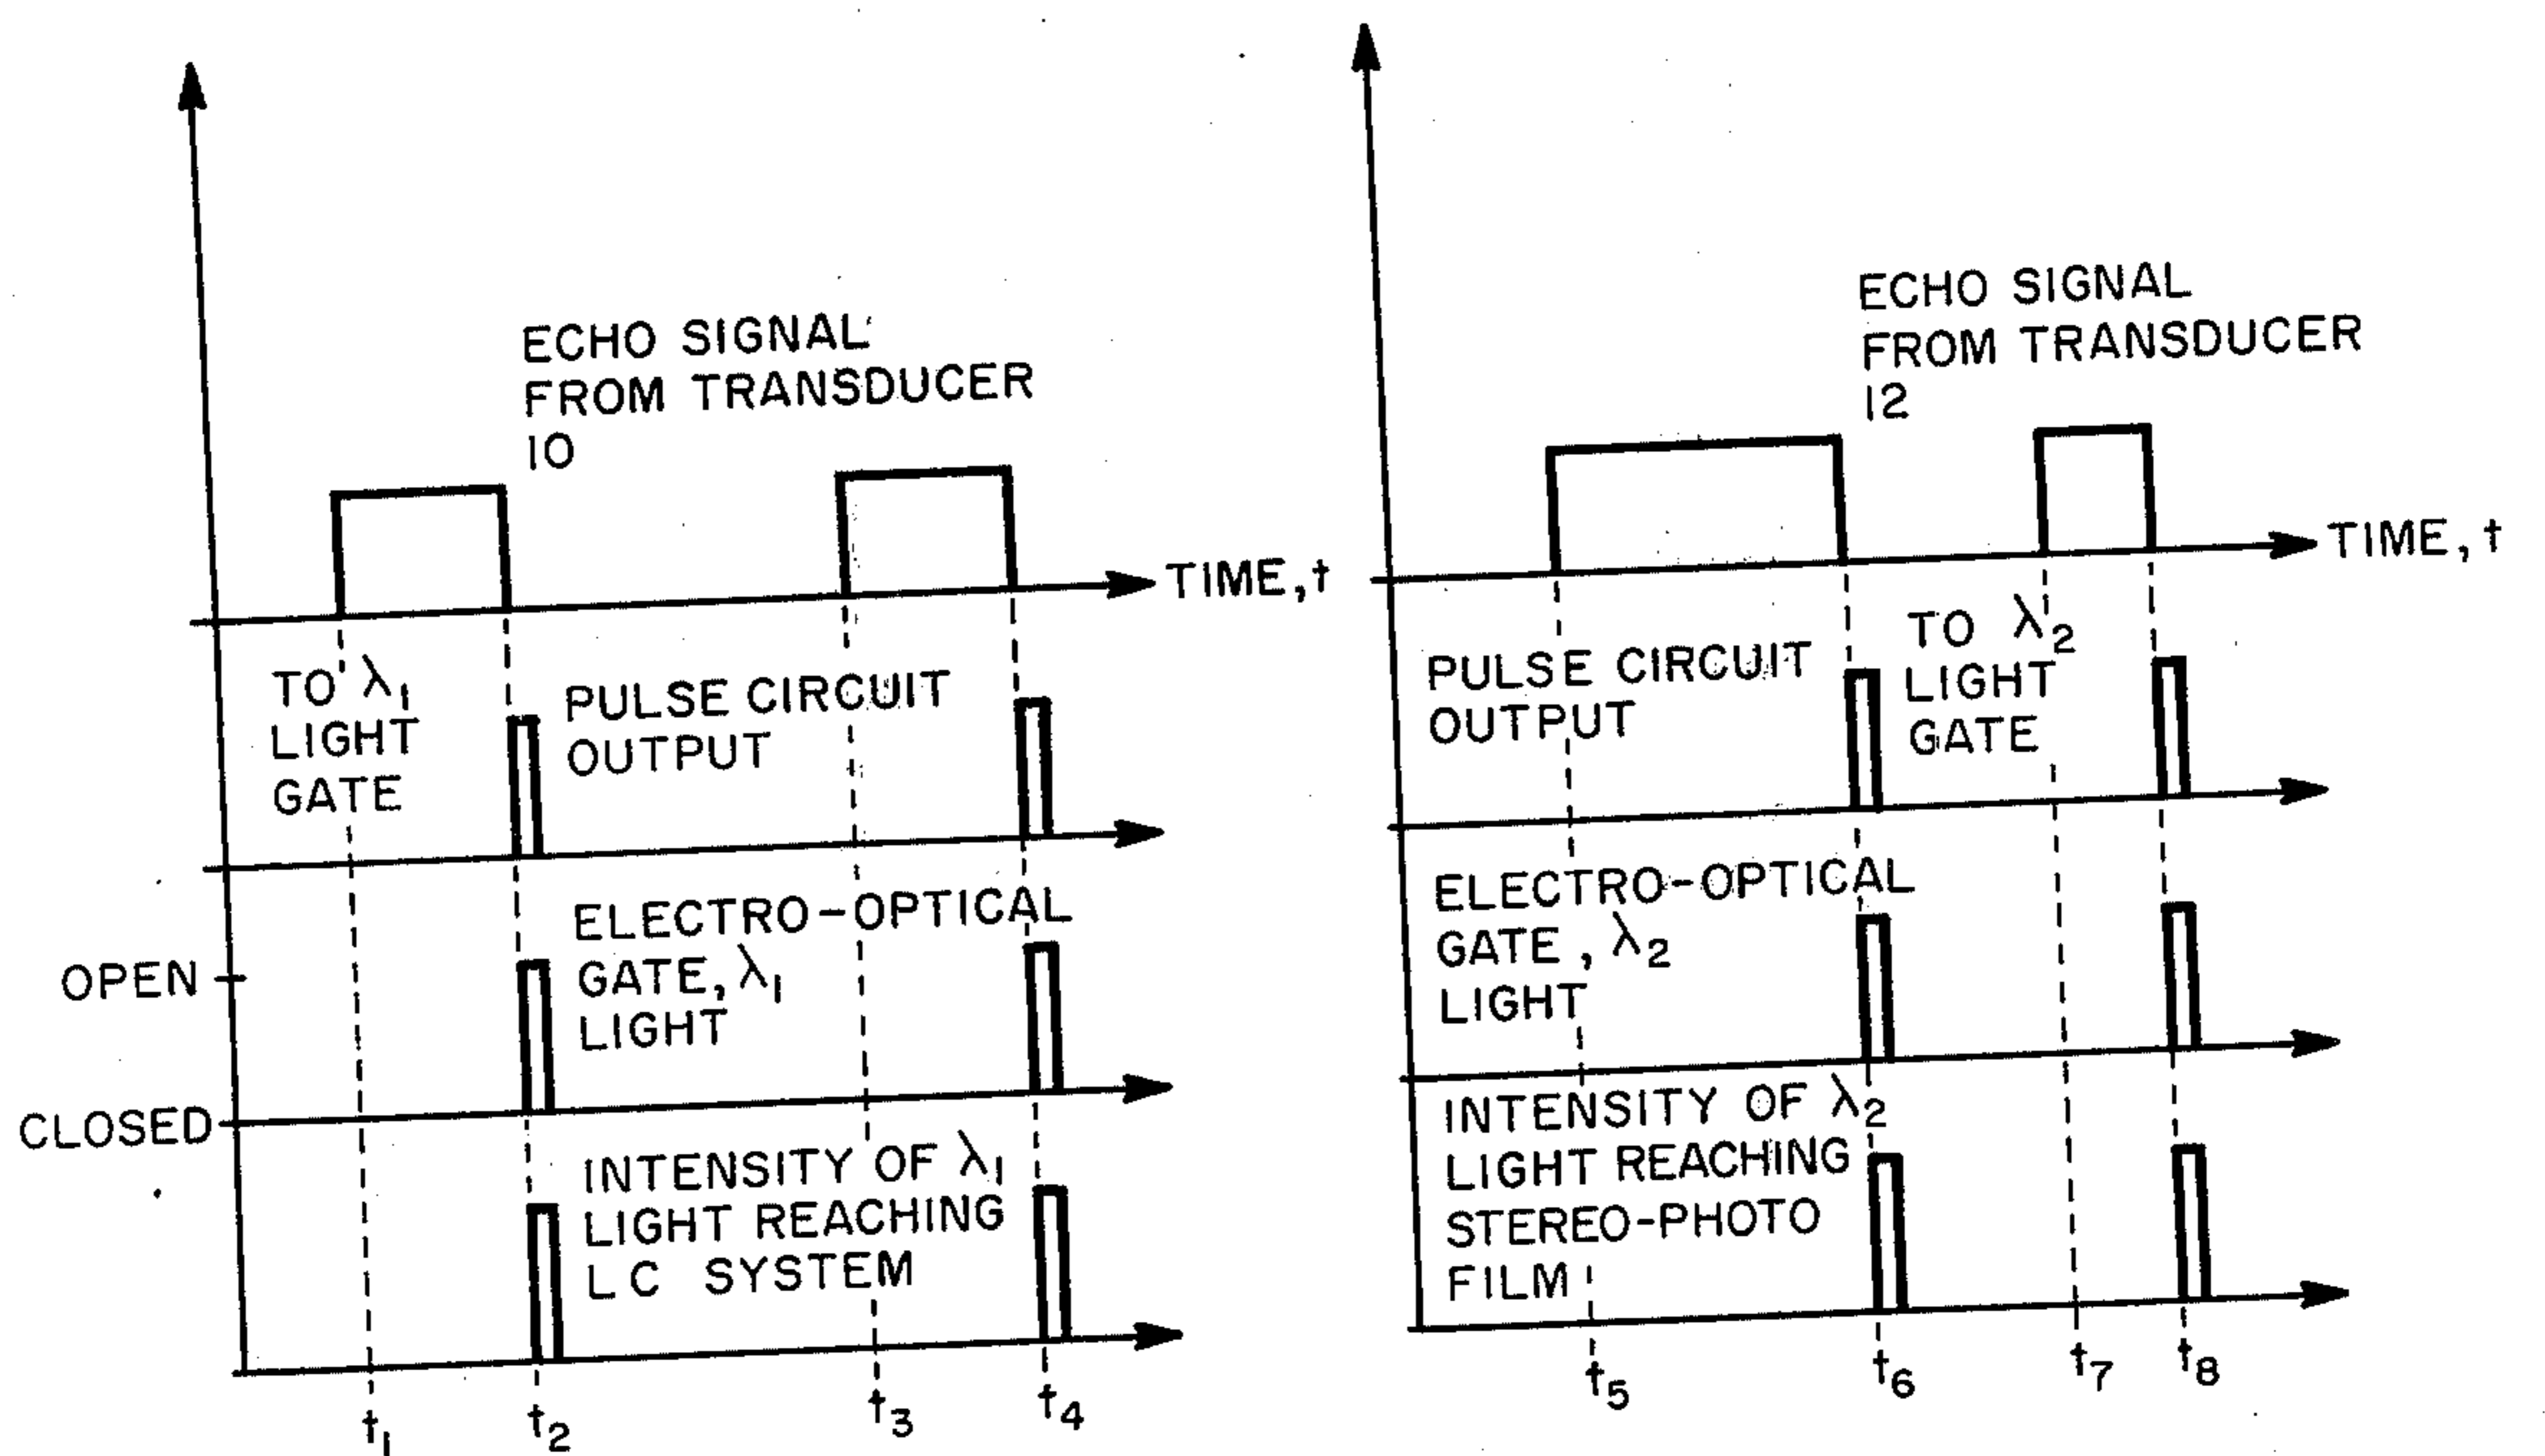 ECHO SIGNAL
FROM TRANSDUCER
10
TIME, t
TO λ1
LIGHT
GATE
PULSE CIRCUIT
OUTPUT
OPEN
ELECTRO-OPTICAL
GATE, λ1
LIGHT
CLOSED
INTENSITY OF λ1
LIGHT REACHING
LC SYSTEM
t1
t2
t3
t4
ECHO SIGNAL
FROM TRANSDUCER
12
TIME, t
PULSE CIRCUIT
OUTPUT
TO λ2
LIGHT
GATE
ELECTRO-OPTICAL
GATE, λ2
LIGHT
INTENSITY OF λ2
LIGHT REACHING
STEREO-PHOTO
FILM
t5
t6
t7
t8